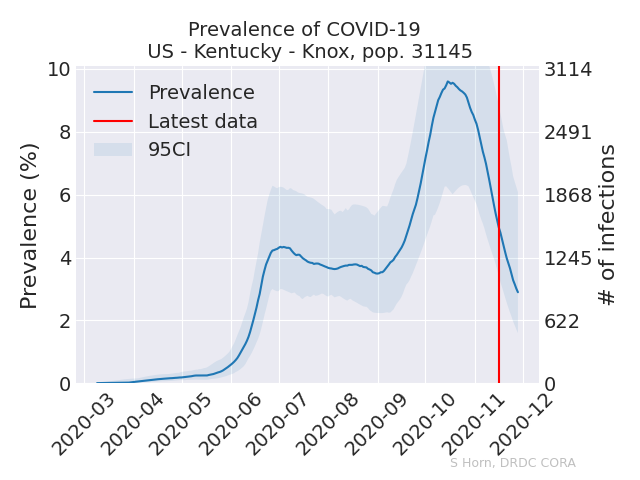 Prevalence of COVID-19
US - Kentucky - Knox, pop. 31145
Prevalence
Latest data
95CI
Prevalence (%)
10
8
6
4
2
0
3114
2491
1868
1245
622
0
# of infections
2020-03
2020-04
2020-05
2020-06
2020-07
2020-08
2020-09
2020-10
2020-11
2020-12
S Horn, DRDC CORA